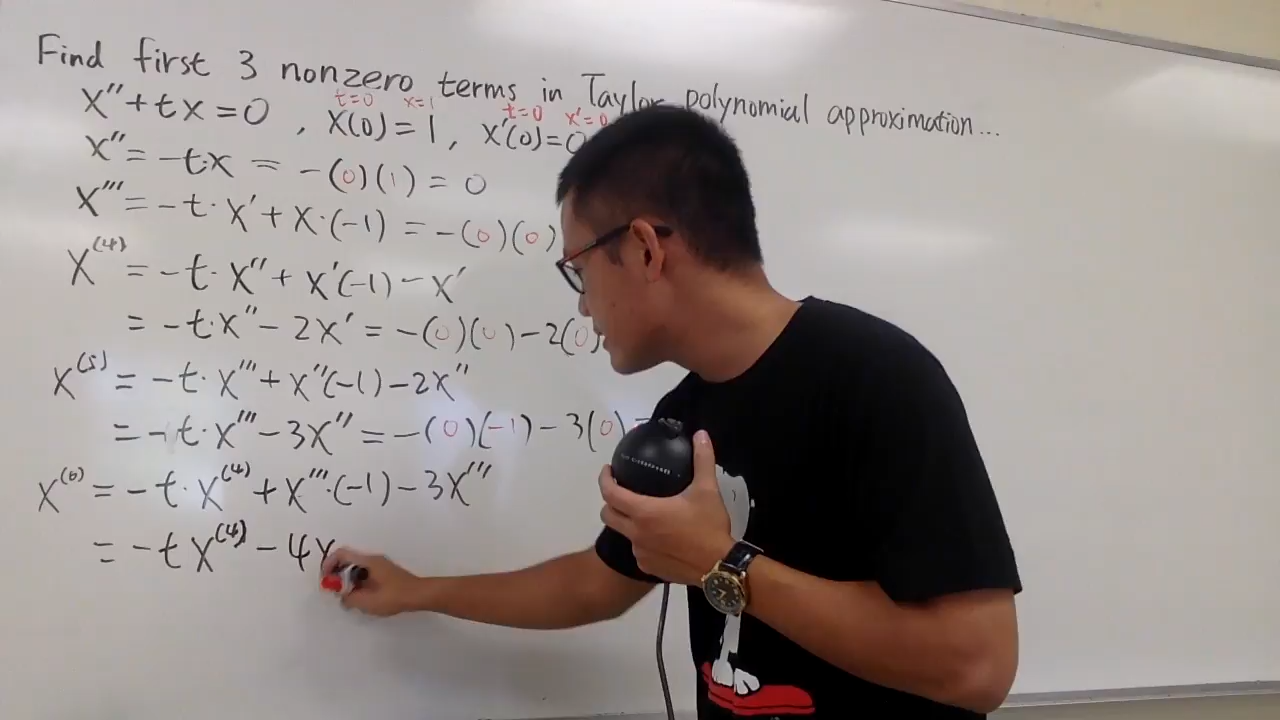 Find first 3 nonzero terms in Taylor polynomial approximation...
t=0 x=1 t=0 x'=0
x''+tx=0 , x(0)=1, x'(0)=0
x''=-t·x = -(0)(1) = 0
x'''=-t·x'+x·(-1) = -(0)(0)
x^(4) = -t·x''+x'(-1)-x'
= -t·x''-2x' = -(0)(0)-2(0)
x^(5) = -t·x'''+x''(-1)-2x''
= -t·x'''-3x'' = -(0)(-1)-3(0)=
x^(6) = -t·x^(4)+x'''·(-1)-3x'''
= -tx^(4)-4x